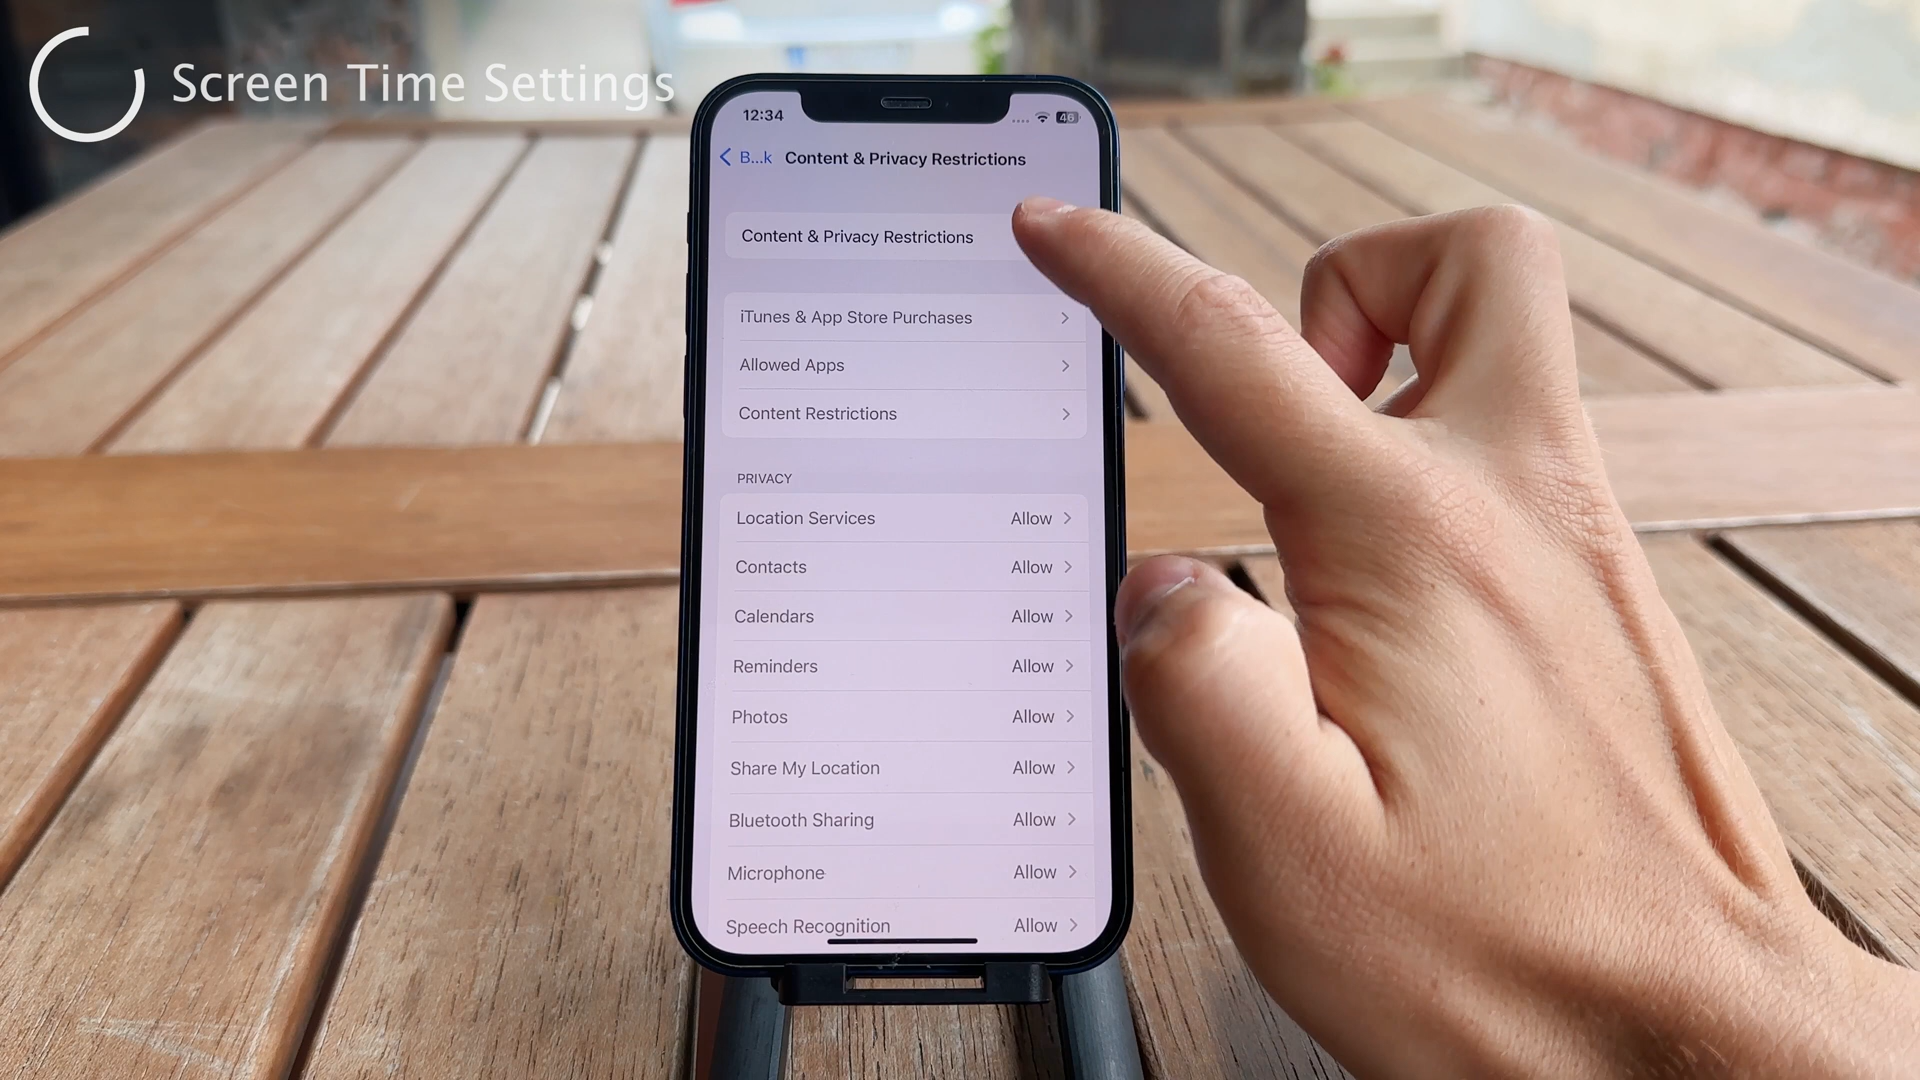 Screen Time Settings
12:34
46
B...k Content & Privacy Restrictions
Content & Privacy Restrictions
iTunes & App Store Purchases
Allowed Apps
Content Restrictions
PRIVACY
Location Services Allow
Contacts Allow
Calendars Allow
Reminders Allow
Photos Allow
Share My Location Allow
Bluetooth Sharing Allow
Microphone Allow
Speech Recognition Allow